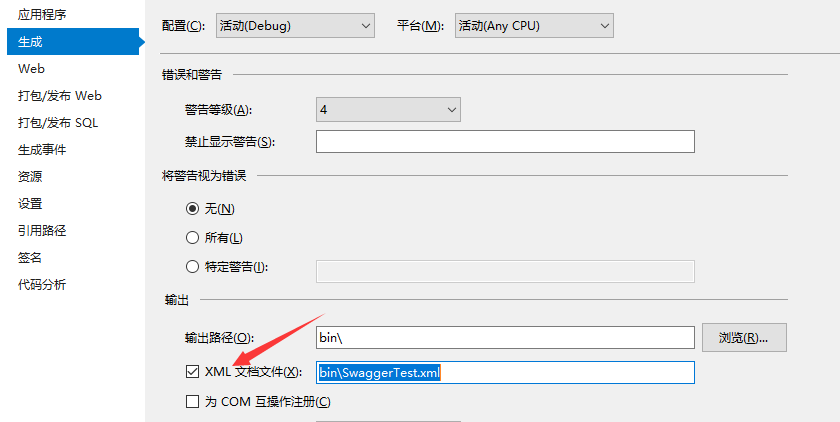 应用程序
生成
Web
打包/发布 Web
打包/发布 SQL
生成事件
资源
设置
引用路径
签名
代码分析
配置(C): 活动(Debug) 平台(M): 活动(Any CPU)
错误和警告
警告等级(A): 4
禁止显示警告(S):
将警告视为错误
无(N)
所有(L)
特定警告(I):
输出
输出路径(O): bin\ 浏览(R)...
XML 文档文件(X): bin\SwaggerTest.xml
为 COM 互操作注册(C)